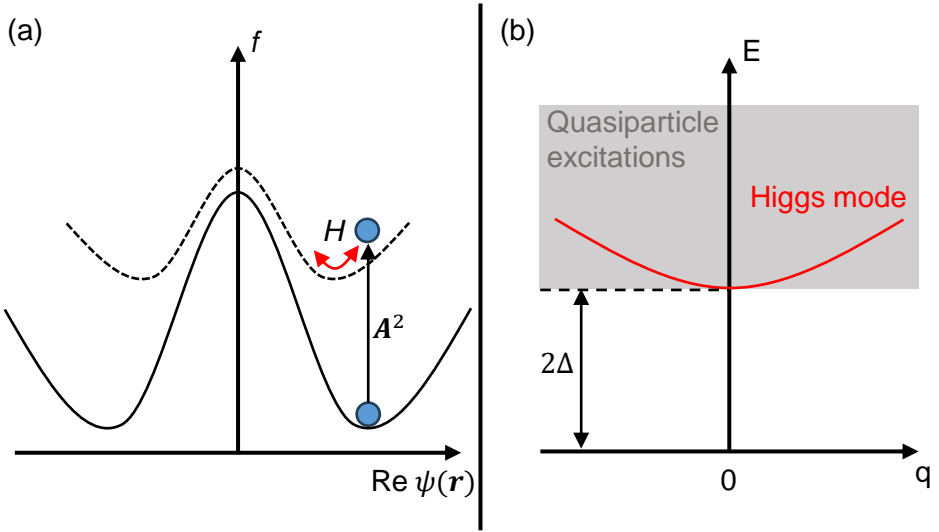 (a)
f
H
𝑨²
Re 𝜓(𝒓)
(b)
E
Quasiparticle
excitations
Higgs mode
2Δ
0
q